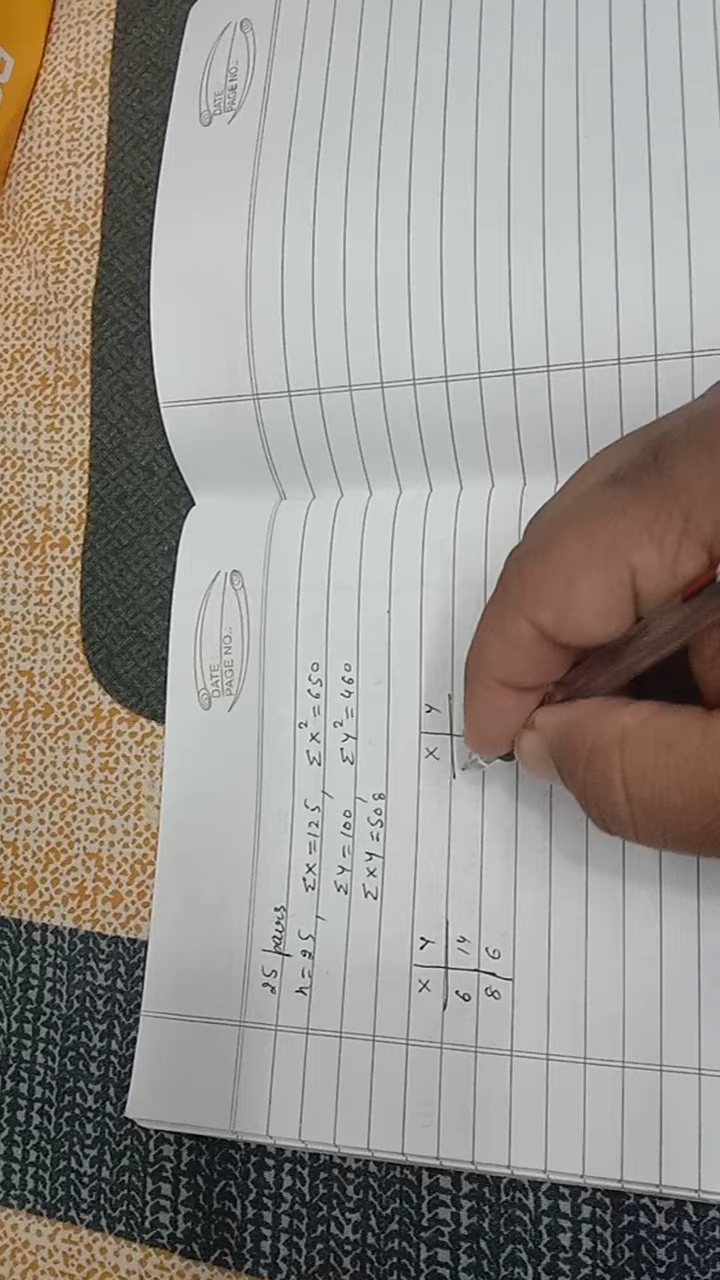 DATE :
PAGE NO.:
DATE :
PAGE NO.:
25 pairs
n=25, Σx=125, Σx²=650
Σy=100, Σy²=460
Σxy=508
x y
6 14
8 6
x y